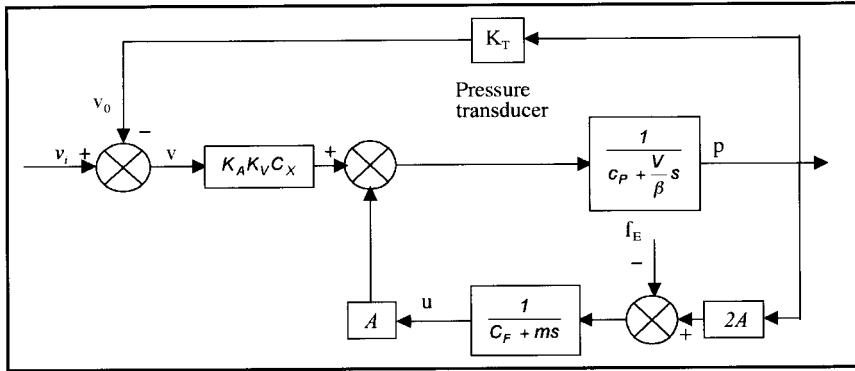 K_T
Pressure
transducer
v_0
−
v_i + v K_A K_V C_X +
1
c_P + V/β s
p
f_E
−
A u
1
C_F + ms
+ 2A